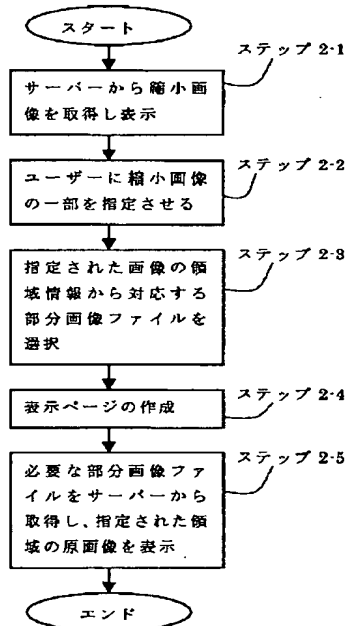 スタート
ステップ 2-1
サーバーから縮小画
像を取得し表示
ステップ 2-2
ユーザーに縮小画像
の一部を指定させる
ステップ 2-3
指定された画像の領
域情報から対応する
部分画像ファイルを
選択
ステップ 2-4
表示ページの作成
ステップ 2-5
必要な部分画像ファ
イルをサーバーから
取得し、指定された領
域の原画像を表示
エンド